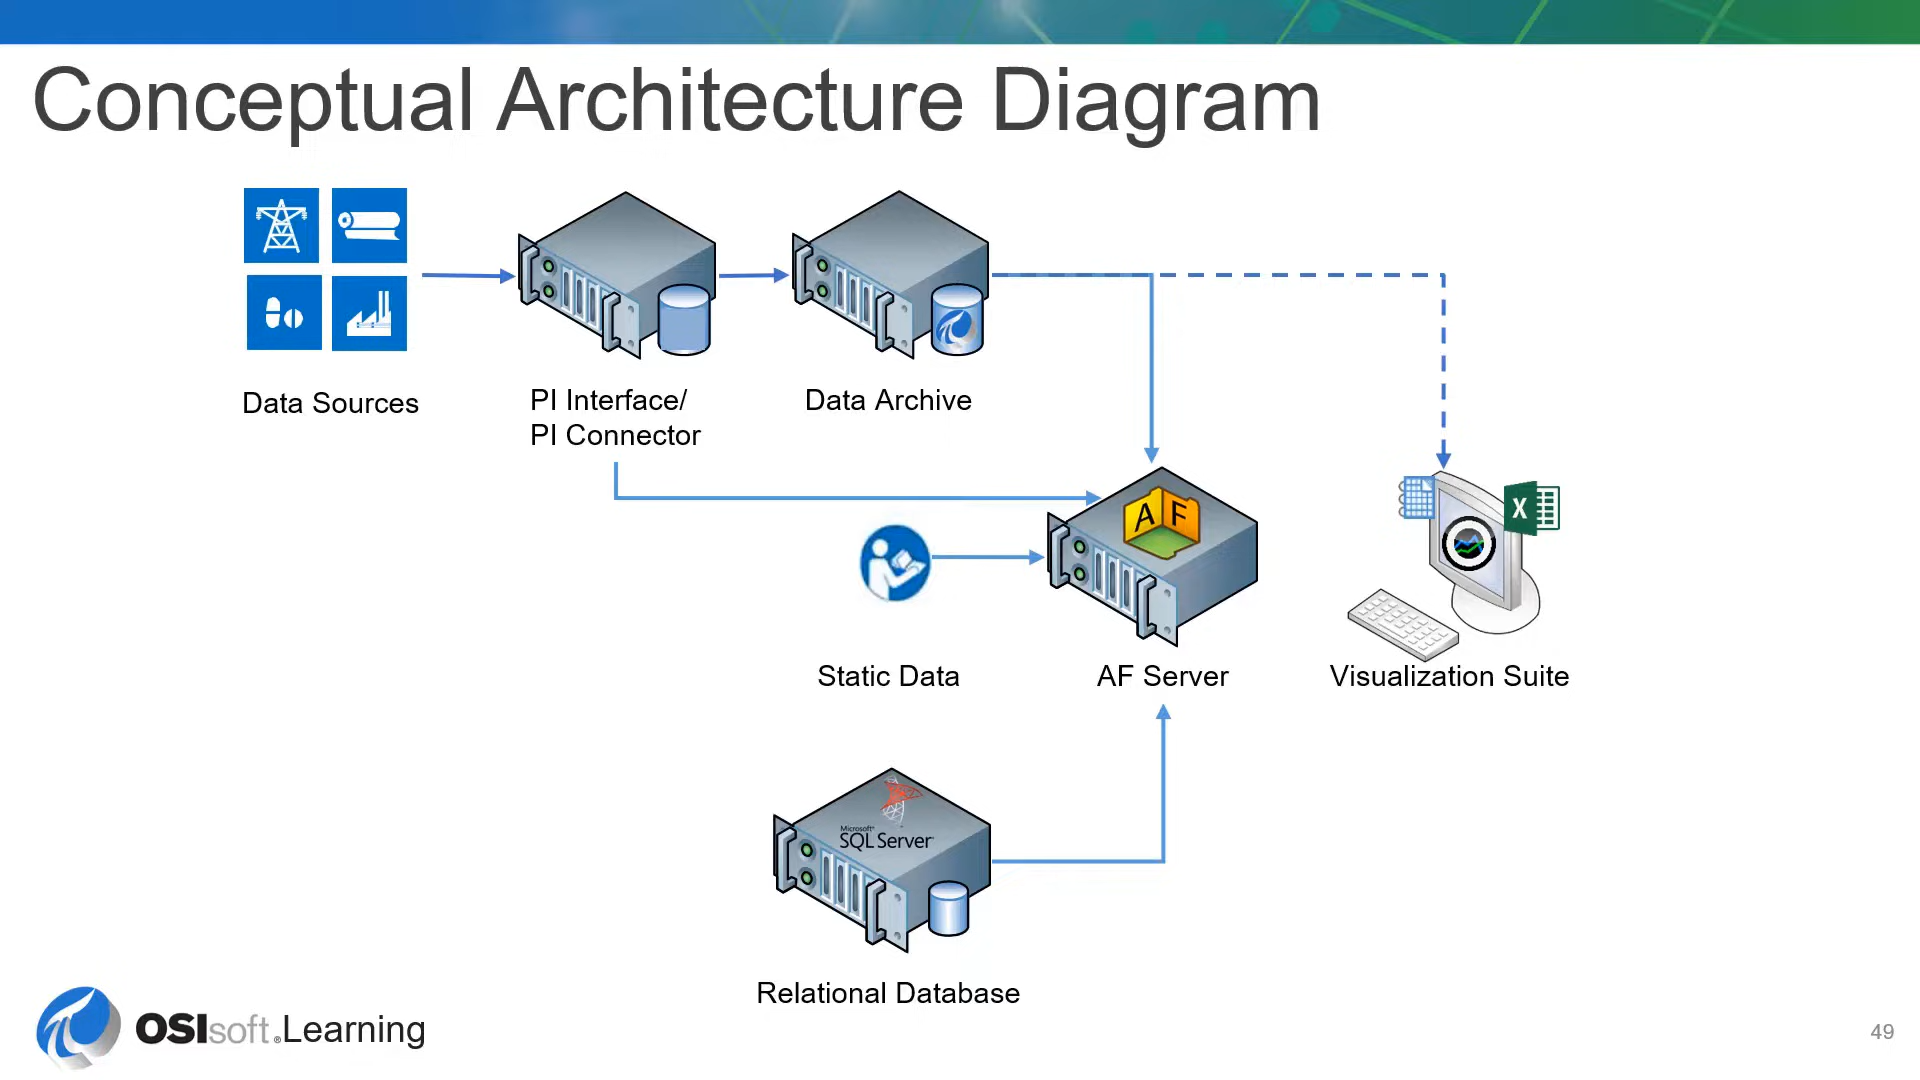 Conceptual Architecture Diagram
Data Sources
PI Interface/
PI Connector
Data Archive
AF
X
Static Data
AF Server
Visualization Suite
Microsoft®
SQL Server
Relational Database
OSIsoft®.Learning
49